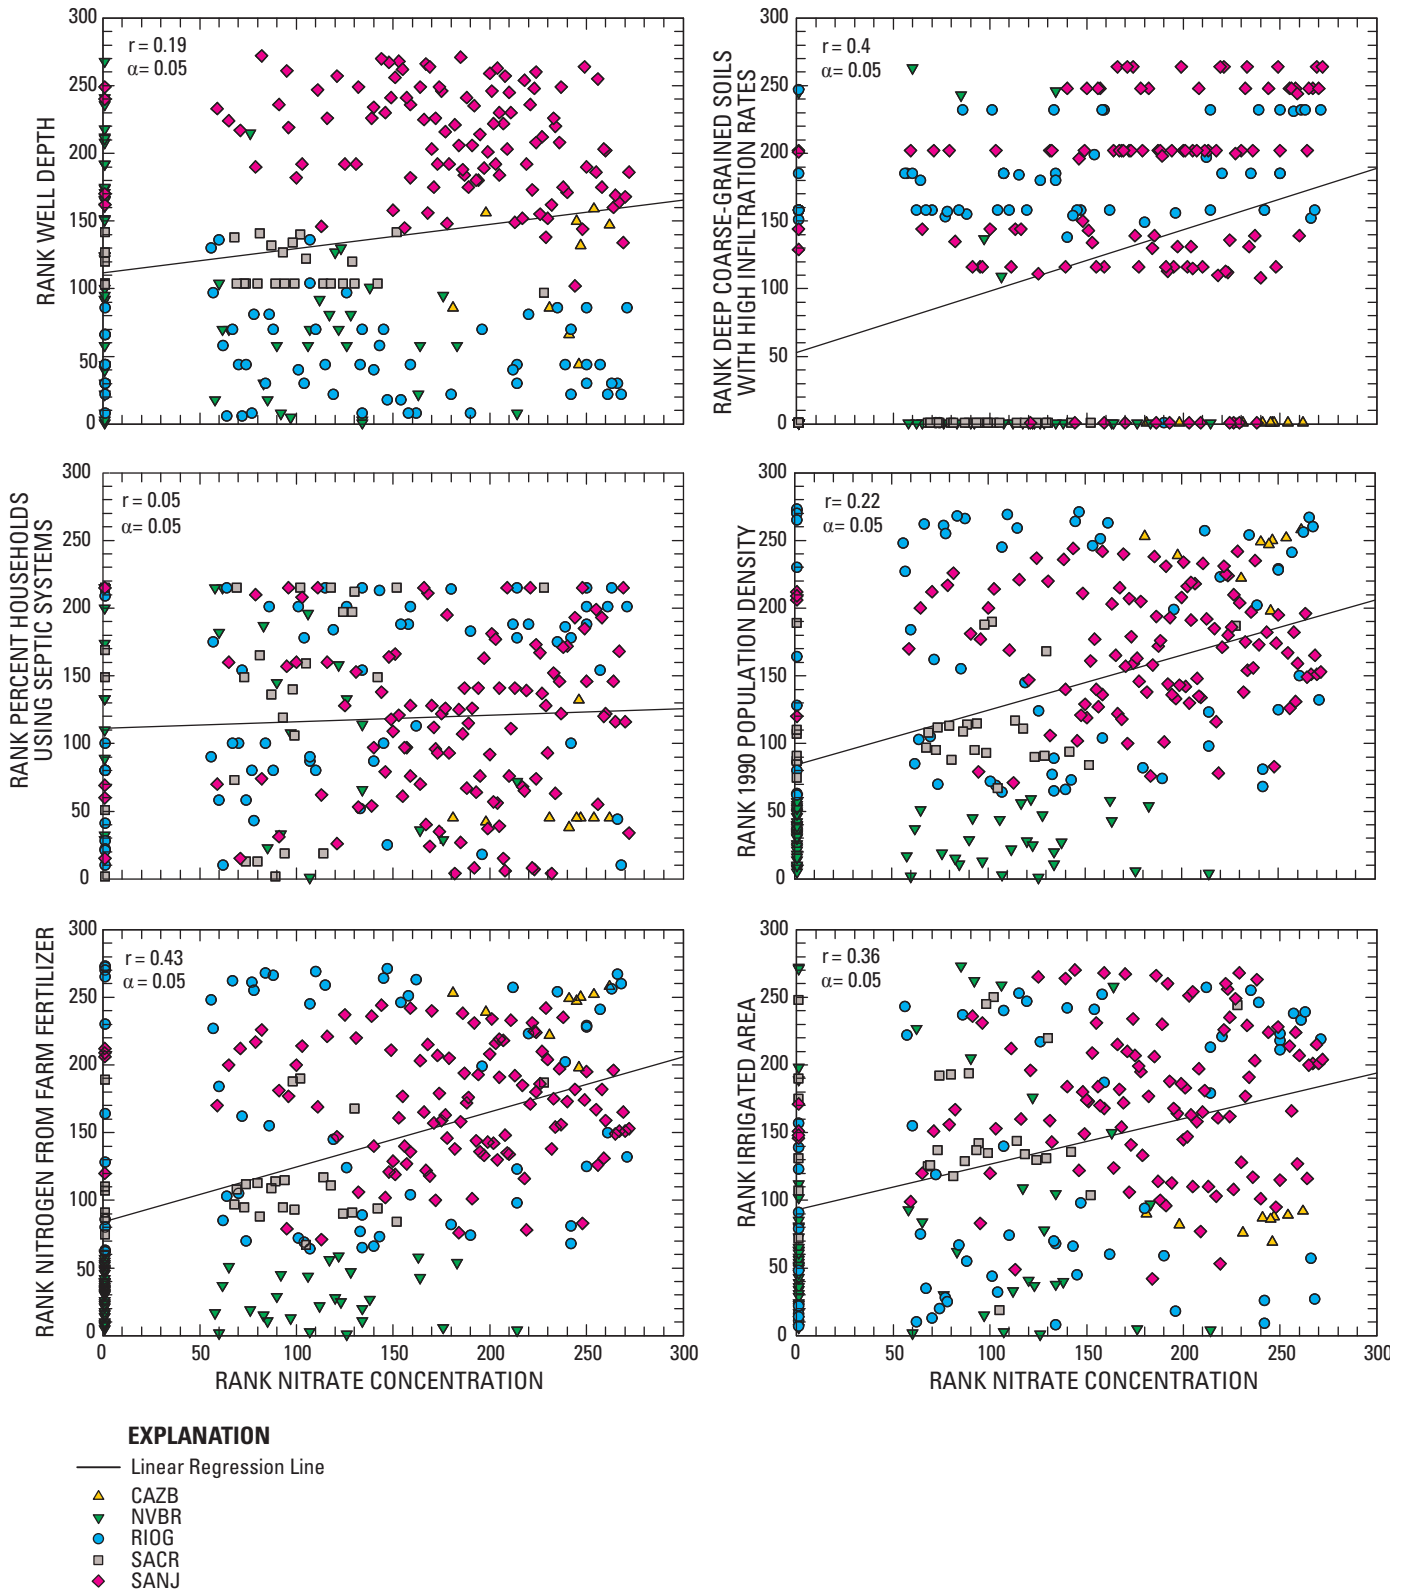 300
250
200
150
100
50
0
r = 0.19
α= 0.05
RANK WELL DEPTH
300
250
200
150
100
50
0
r = 0.4
α= 0.05
RANK DEEP COARSE-GRAINED SOILS
WITH HIGH INFILTRATION RATES
300
250
200
150
100
50
0
r = 0.05
α= 0.05
RANK PERCENT HOUSEHOLDS
USING SEPTIC SYSTEMS
300
250
200
150
100
50
0
r= 0.22
α= 0.05
RANK 1990 POPULATION DENSITY
300
250
200
150
100
50
0
r = 0.43
α = 0.05
RANK NITROGEN FROM FARM FERTILIZER
0 50 100 150 200 250 300
RANK NITRATE CONCENTRATION
300
250
200
150
100
50
0
r = 0.36
α = 0.05
RANK IRRIGATED AREA
0 50 100 150 200 250 300
RANK NITRATE CONCENTRATION
EXPLANATION
Linear Regression Line
CAZB
NVBR
RIOG
SACR
SANJ